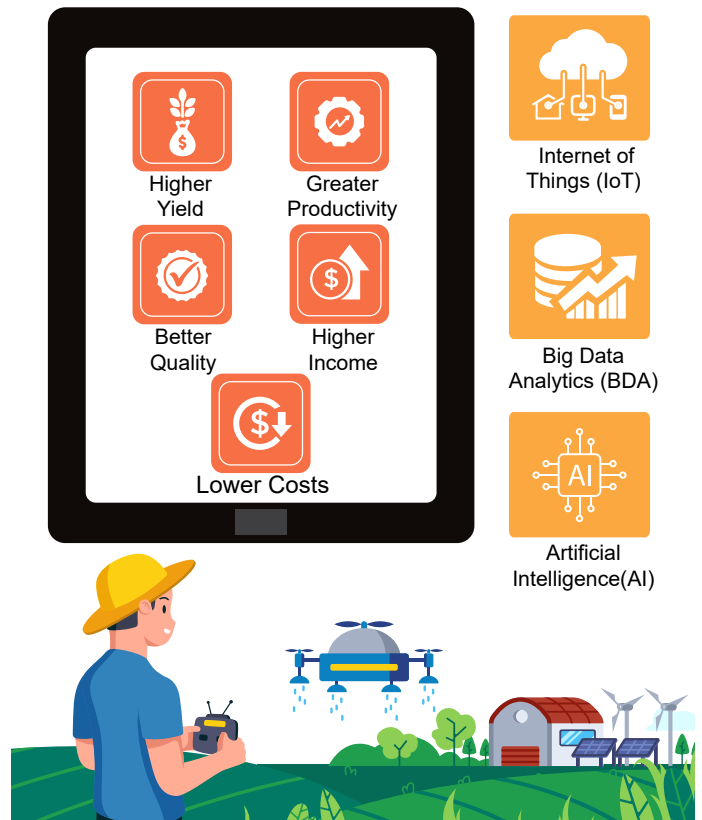 Higher
Yield
Greater
Productivity
Better
Quality
Higher
Income
Lower Costs
Internet of
Things (IoT)
Big Data
Analytics (BDA)
AI
Artificial
Intelligence(AI)